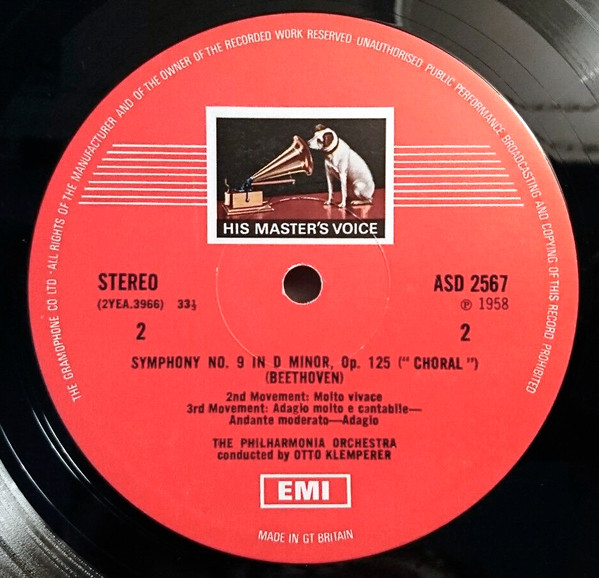 THE GRAMOPHONE CO LTD · ALL RIGHTS OF THE MANUFACTURER AND OF THE OWNER OF THE RECORDED WORK RESERVED · UNAUTHORISED PUBLIC PERFORMANCE BROADCASTING AND COPYING OF THIS RECORD PROHIBITED
HIS MASTER'S VOICE
STEREO
ASD 2567
(2YEA.3966) 33⅓
℗ 1958
2
2
SYMPHONY NO. 9 IN D MINOR, Op. 125 (" CHORAL ")
(BEETHOVEN)
2nd Movement: Molto vivace
3rd Movement: Adagio molto e cantabile—
Andante moderato—Adagio
THE PHILHARMONIA ORCHESTRA
conducted by OTTO KLEMPERER
EMI
MADE IN GT BRITAIN